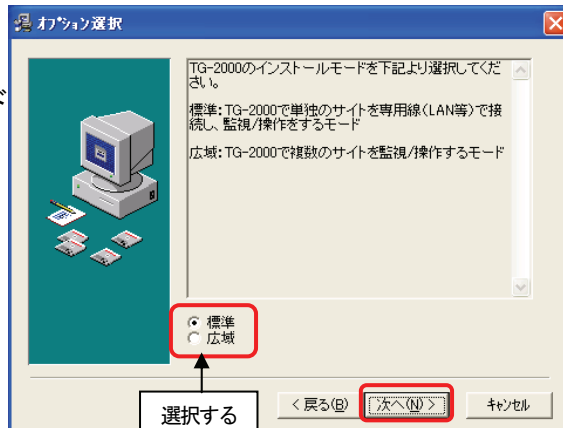 オプション選択
ド
TG-2000のインストールモードを下記より選択してくだ
さい。
標準：TG-2000で単独のサイトを専用線（LAN等）で接
続し、監視/操作をするモード
広域：TG-2000で複数のサイトを監視/操作するモード
標準
広域
選択する
< 戻る(B)
次へ(N) >
キャンセル